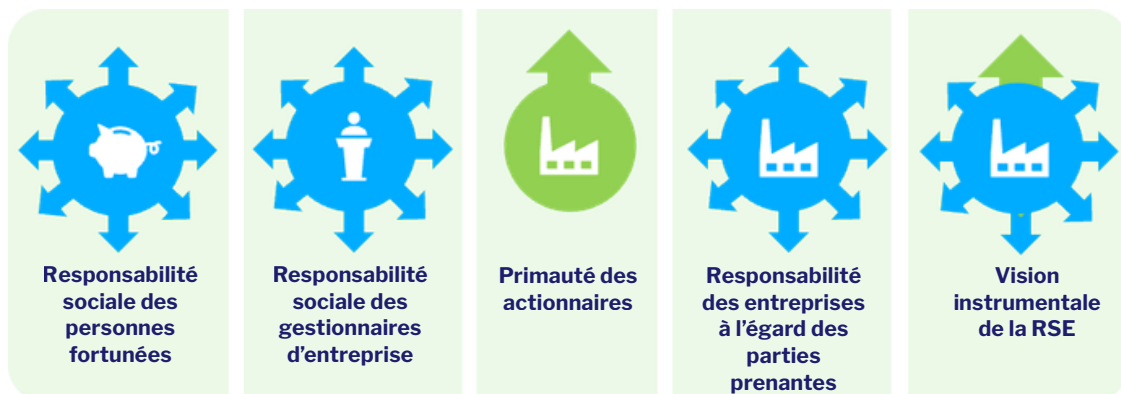 Responsabilité
sociale des
personnes
fortunées
Responsabilité
sociale des
gestionnaires
d’entreprise
Primauté des
actionnaires
Responsabilité
des entreprises
à l’égard des
parties
prenantes
Vision
instrumentale
de la RSE